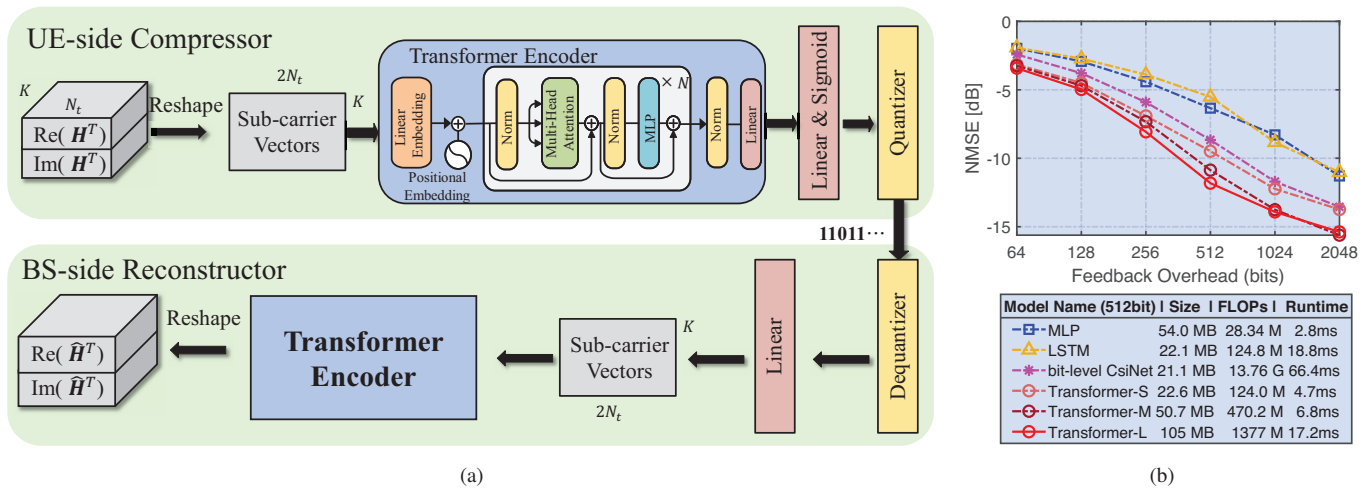 UE-side Compressor
K
N_t
Re( H^T)
Im( H^T)
Reshape
2N_t
K
Sub-carrier
Vectors
Transformer Encoder
Linear
Embedding
Positional
Embedding
Norm
Multi-Head
Attention
Norm
MLP
× N
Norm
Linear
Linear & Sigmoid
Quantizer
11011···
BS-side Reconstructor
Re( Ĥ^T)
Im( Ĥ^T)
Reshape
Transformer
Encoder
Sub-carrier
Vectors
K
2N_t
Linear
Dequantizer
(a)
0
-5
-10
-15
NMSE [dB]
64 128 256 512 1024 2048
Feedback Overhead (bits)
Model Name (512bit) | Size | FLOPs | Runtime
MLP 54.0 MB 28.34 M 2.8ms
LSTM 22.1 MB 124.8 M 18.8ms
bit-level CsiNet 21.1 MB 13.76 G 66.4ms
Transformer-S 22.6 MB 124.0 M 4.7ms
Transformer-M 50.7 MB 470.2 M 6.8ms
Transformer-L 105 MB 1377 M 17.2ms
(b)